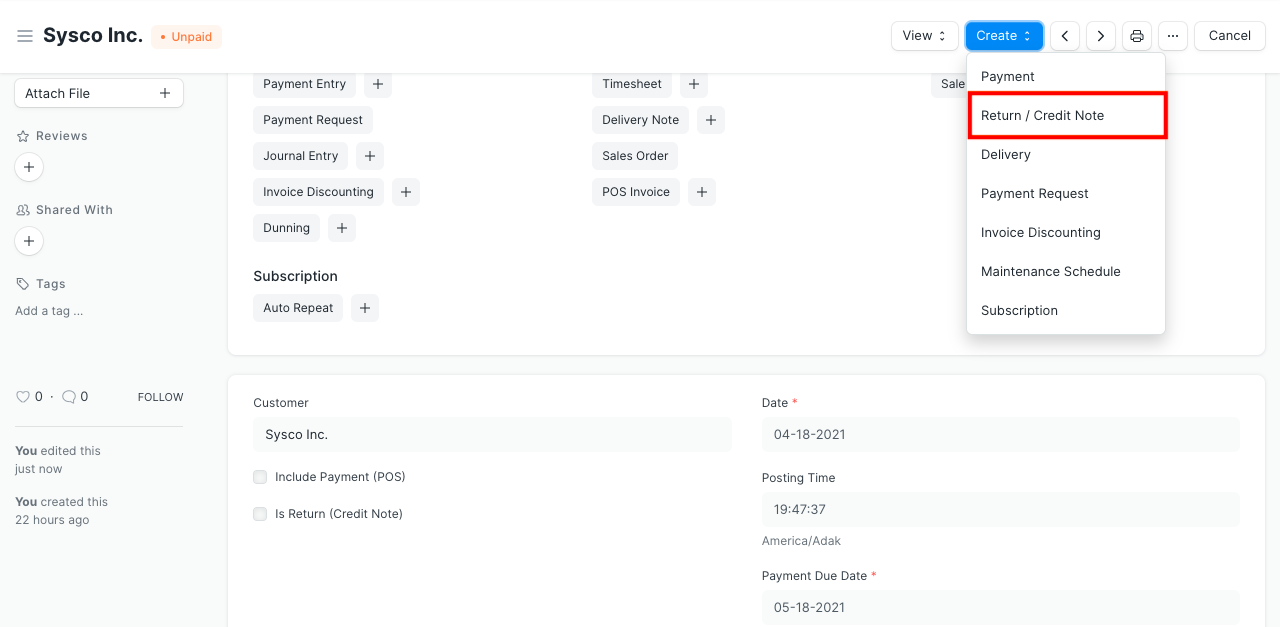 Sysco Inc.
Unpaid
View
Create
...
Cancel
Attach File
Reviews
Shared With
Tags
Add a tag ...
0 · 0 FOLLOW
You edited this
just now
You created this
22 hours ago
Payment Entry
Payment Request
Journal Entry
Invoice Discounting
Dunning
Timesheet
Delivery Note
Sales Order
POS Invoice
Sale
Subscription
Auto Repeat
Payment
Return / Credit Note
Delivery
Payment Request
Invoice Discounting
Maintenance Schedule
Subscription
Customer
Sysco Inc.
Include Payment (POS)
Is Return (Credit Note)
Date *
04-18-2021
Posting Time
19:47:37
America/Adak
Payment Due Date *
05-18-2021